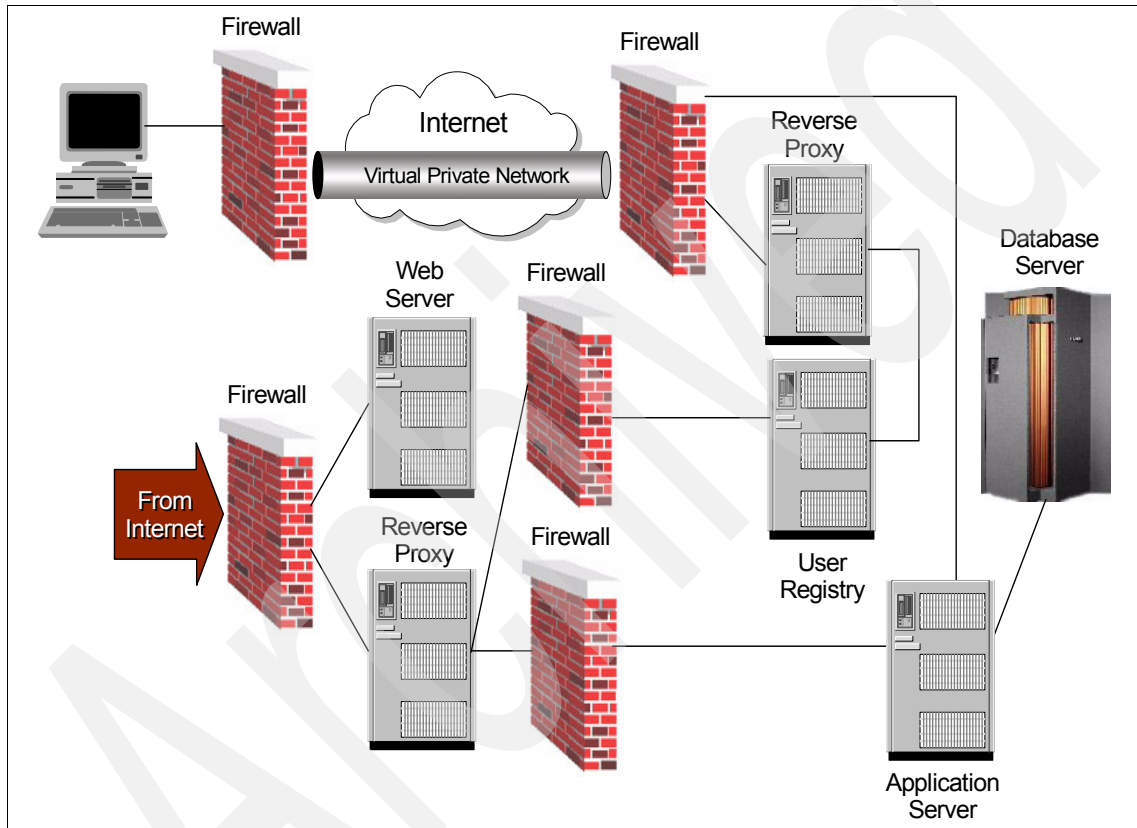 Firewall
Firewall
Internet
Virtual Private Network
Reverse
Proxy
Database
Server
Web
Server
Firewall
Firewall
From
Internet
Reverse
Proxy
Firewall
User
Registry
Application
Server
Archived